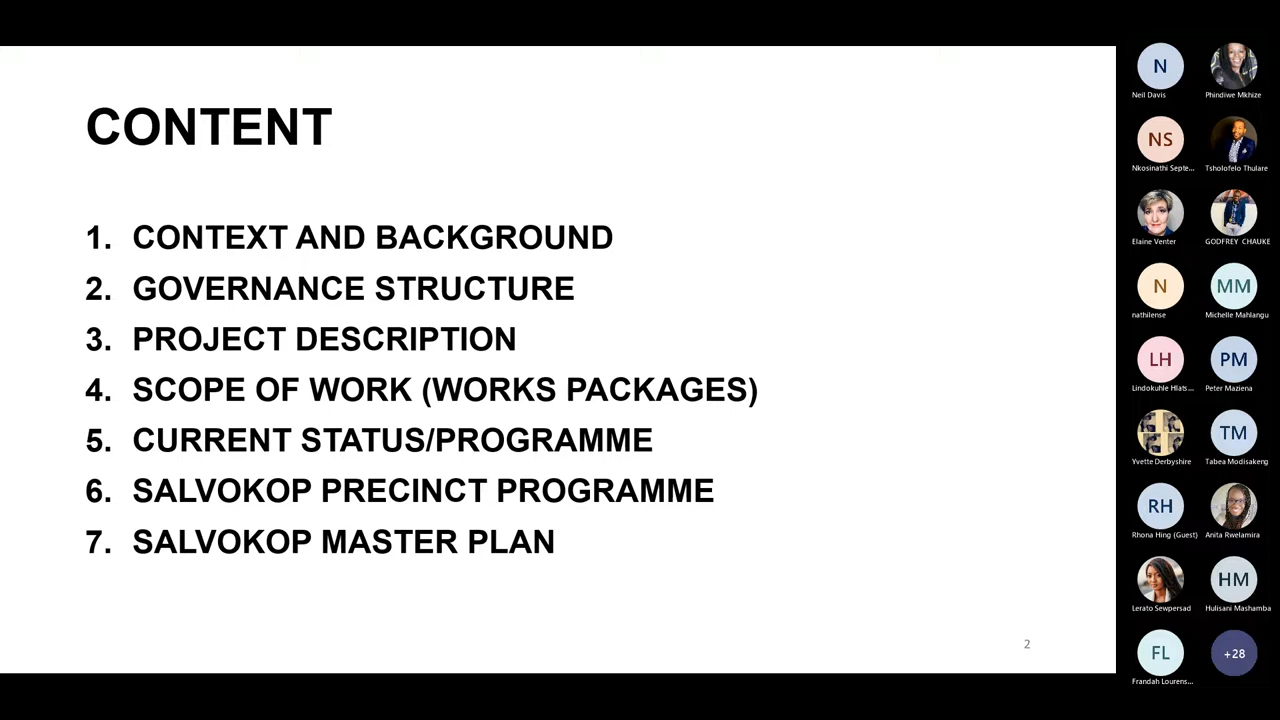 CONTENT
1. CONTEXT AND BACKGROUND
2. GOVERNANCE STRUCTURE
3. PROJECT DESCRIPTION
4. SCOPE OF WORK (WORKS PACKAGES)
5. CURRENT STATUS/PROGRAMME
6. SALVOKOP PRECINCT PROGRAMME
7. SALVOKOP MASTER PLAN
2
N
Neil Davis
Phindiwe Mkhize
NS
Nkosinathi Septe...
Tsholofelo Thulare
Elaine Venter
GODFREY CHAUKE
N
nathilense
MM
Michelle Mahlangu
LH
Lindokuhle Hlats...
PM
Peter Maziena
Yvette Derbyshire
TM
Tabea Modisakeng
RH
Rhona Hing (Guest)
Anita Rwelamira
Lerato Sewpersad
HM
Hulisani Mashamba
FL
Frandah Lourens...
+28